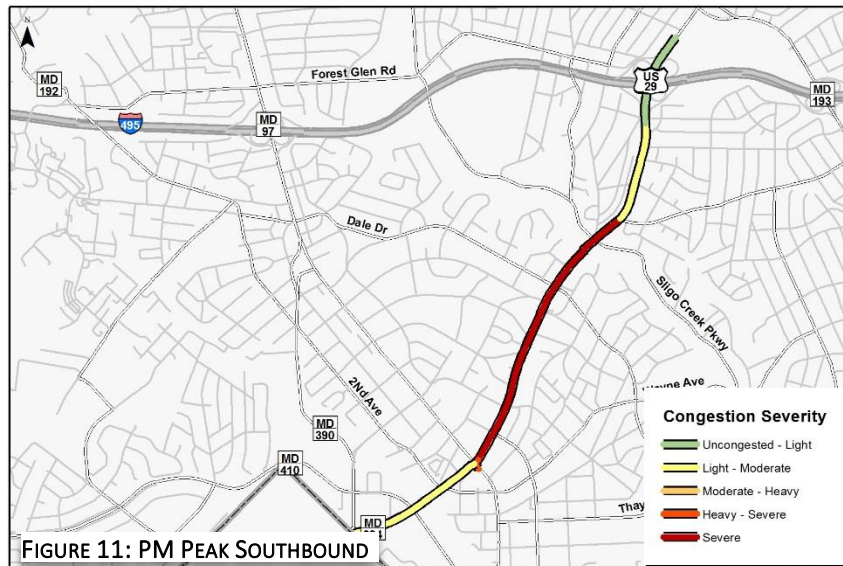 N
MD
192
Forest Glen Rd
US
29
MD
193
495
MD
97
Dale Dr
Sligo Creek Pkwy
2Nd Ave
MD
390
MD
410
MD
Congestion Severity
Uncongested - Light
Light - Moderate
Moderate - Heavy
Heavy - Severe
Severe
FIGURE 11: PM PEAK SOUTHBOUND